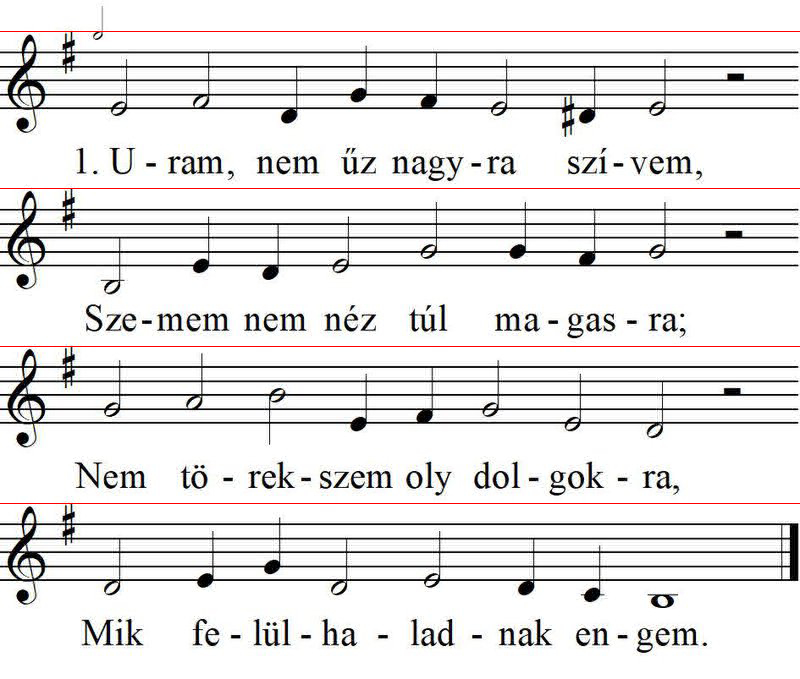 1. U - ram, nem űz nagy - ra szí - vem,
Sze - mem nem néz túl ma - gas - ra;
Nem tö - rek - szem oly dol - gok - ra,
Mik fe - lül - ha - lad - nak en - gem.